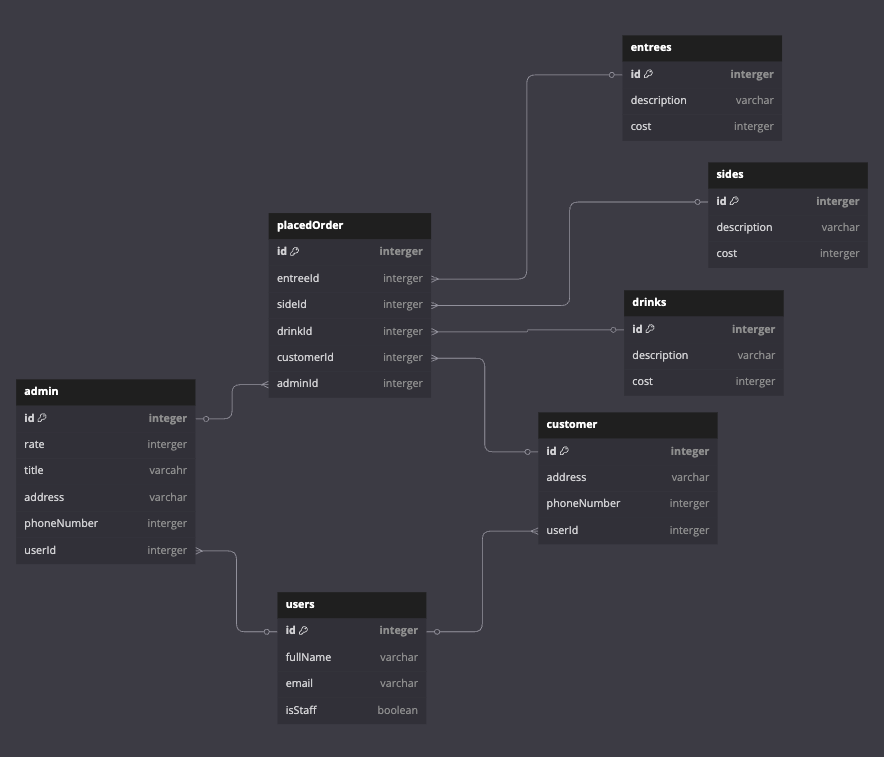 entrees
id interger
description varchar
cost interger
sides
id interger
description varchar
cost interger
placedOrder
id interger
entreeId interger
sideId interger
drinkId interger
customerId interger
adminId interger
drinks
id interger
description varchar
cost interger
admin
id integer
rate interger
title varcahr
address varchar
phoneNumber interger
userId interger
customer
id integer
address varchar
phoneNumber interger
userId interger
users
id integer
fullName varchar
email varchar
isStaff boolean